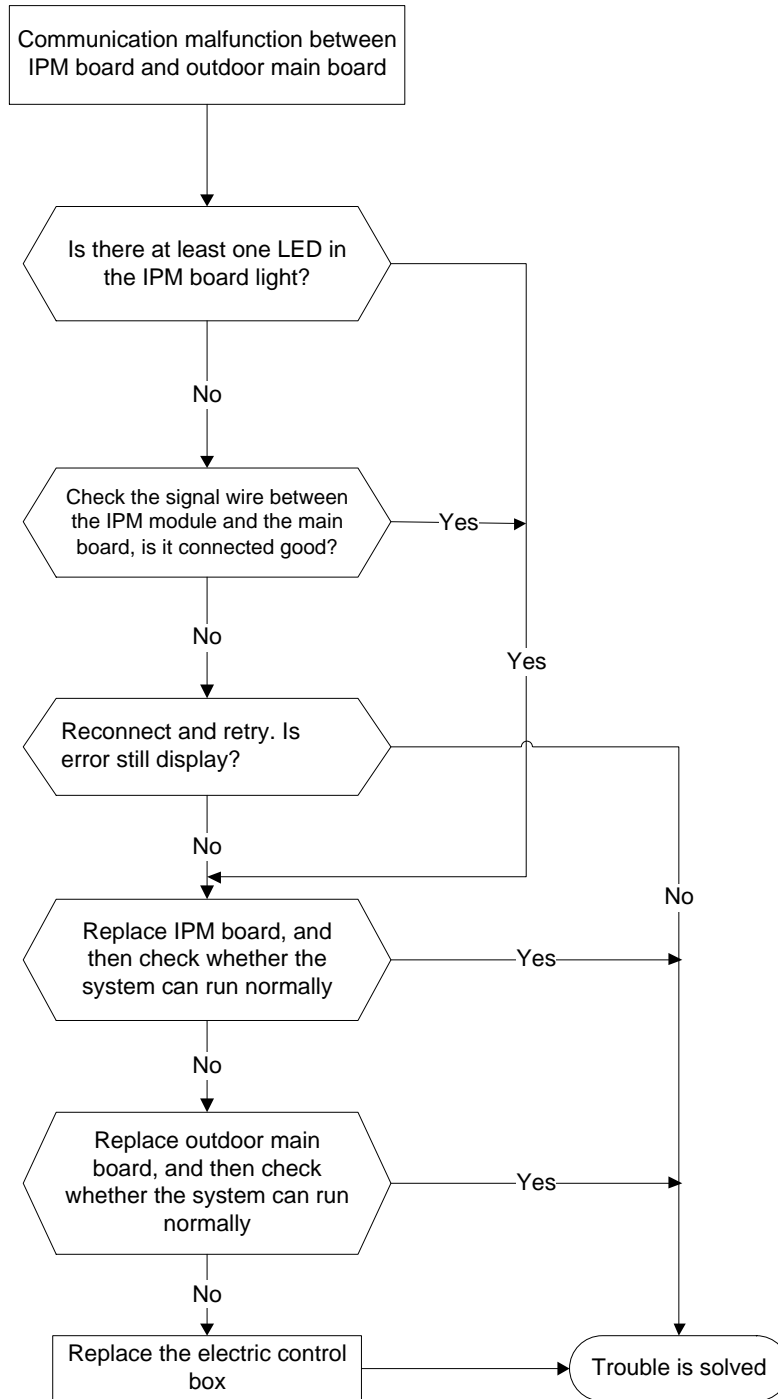 Communication malfunction between
IPM board and outdoor main board
Is there at least one LED in
the IPM board light?
No
Check the signal wire between
the IPM module and the main
board, is it connected good?
Yes
No
Yes
Reconnect and retry. Is
error still display?
No
No
Replace IPM board, and
then check whether the
system can run normally
Yes
No
Replace outdoor main
board, and then check
whether the system can run
normally
Yes
No
Replace the electric control
box
Trouble is solved